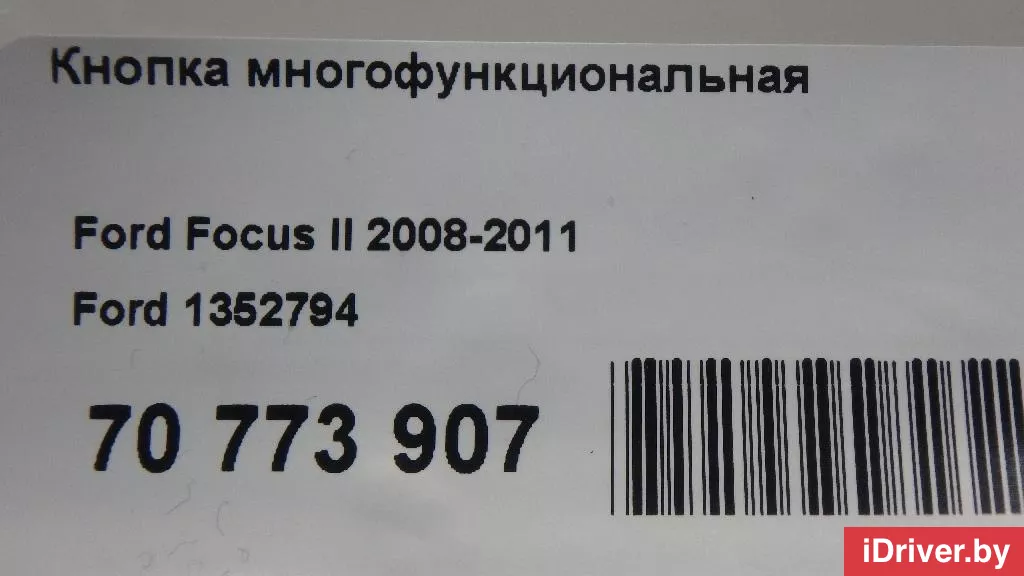 Кнопка многофункциональная
Ford Focus II 2008-2011
Ford 1352794
70 773 907
iDriver.by